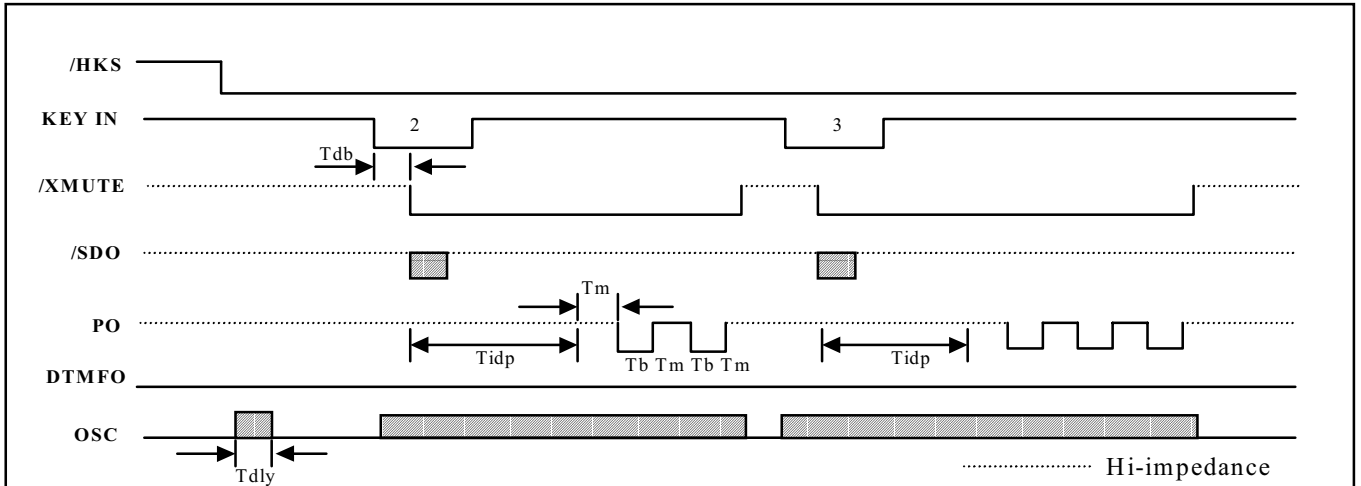 /HKS
KEY IN
2
3
Tdb
/XMUTE
/SDO
Tm
PO
Tidp
Tb Tm Tb Tm
Tidp
DTMFO
OSC
Tdly
Hi-impedance